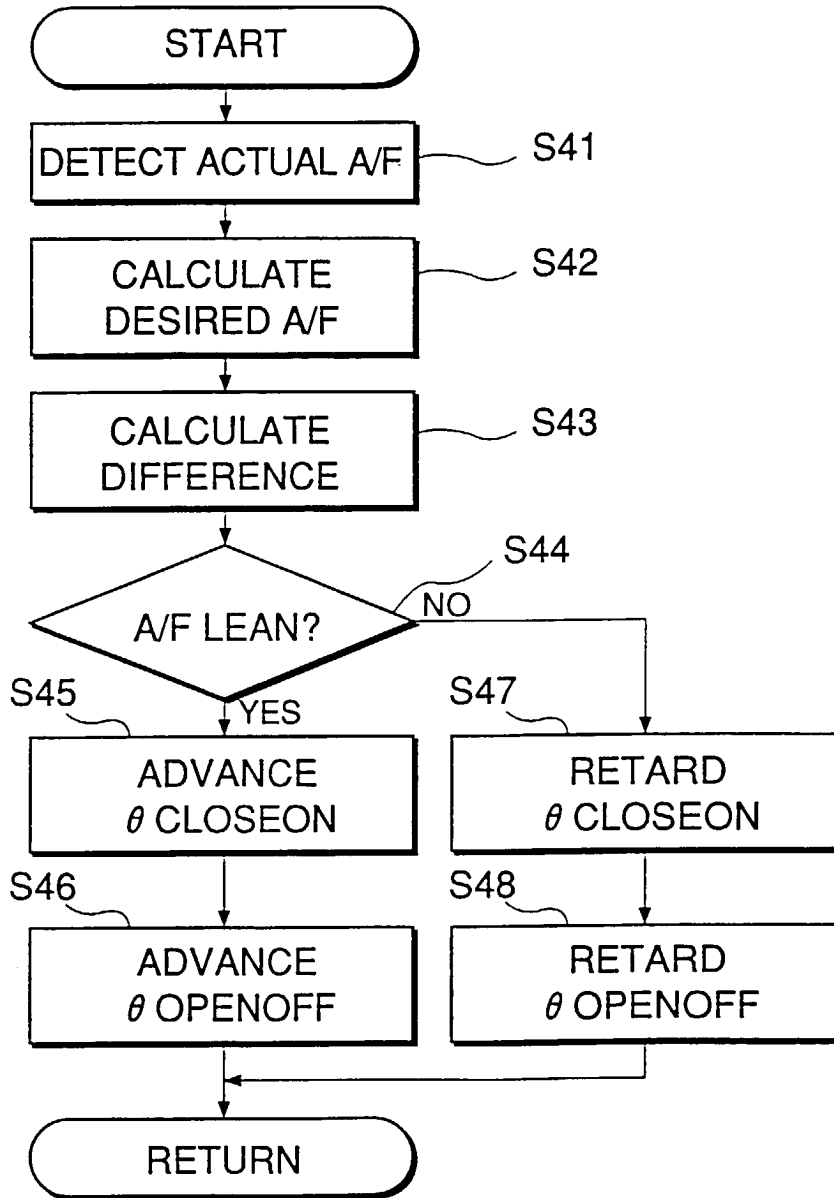 START
DETECT ACTUAL A/F
S41
CALCULATE
DESIRED A/F
S42
CALCULATE
DIFFERENCE
S43
A/F LEAN?
S44
NO
YES
S45
ADVANCE
θ CLOSEON
S47
RETARD
θ CLOSEON
S46
ADVANCE
θ OPENOFF
S48
RETARD
θ OPENOFF
RETURN